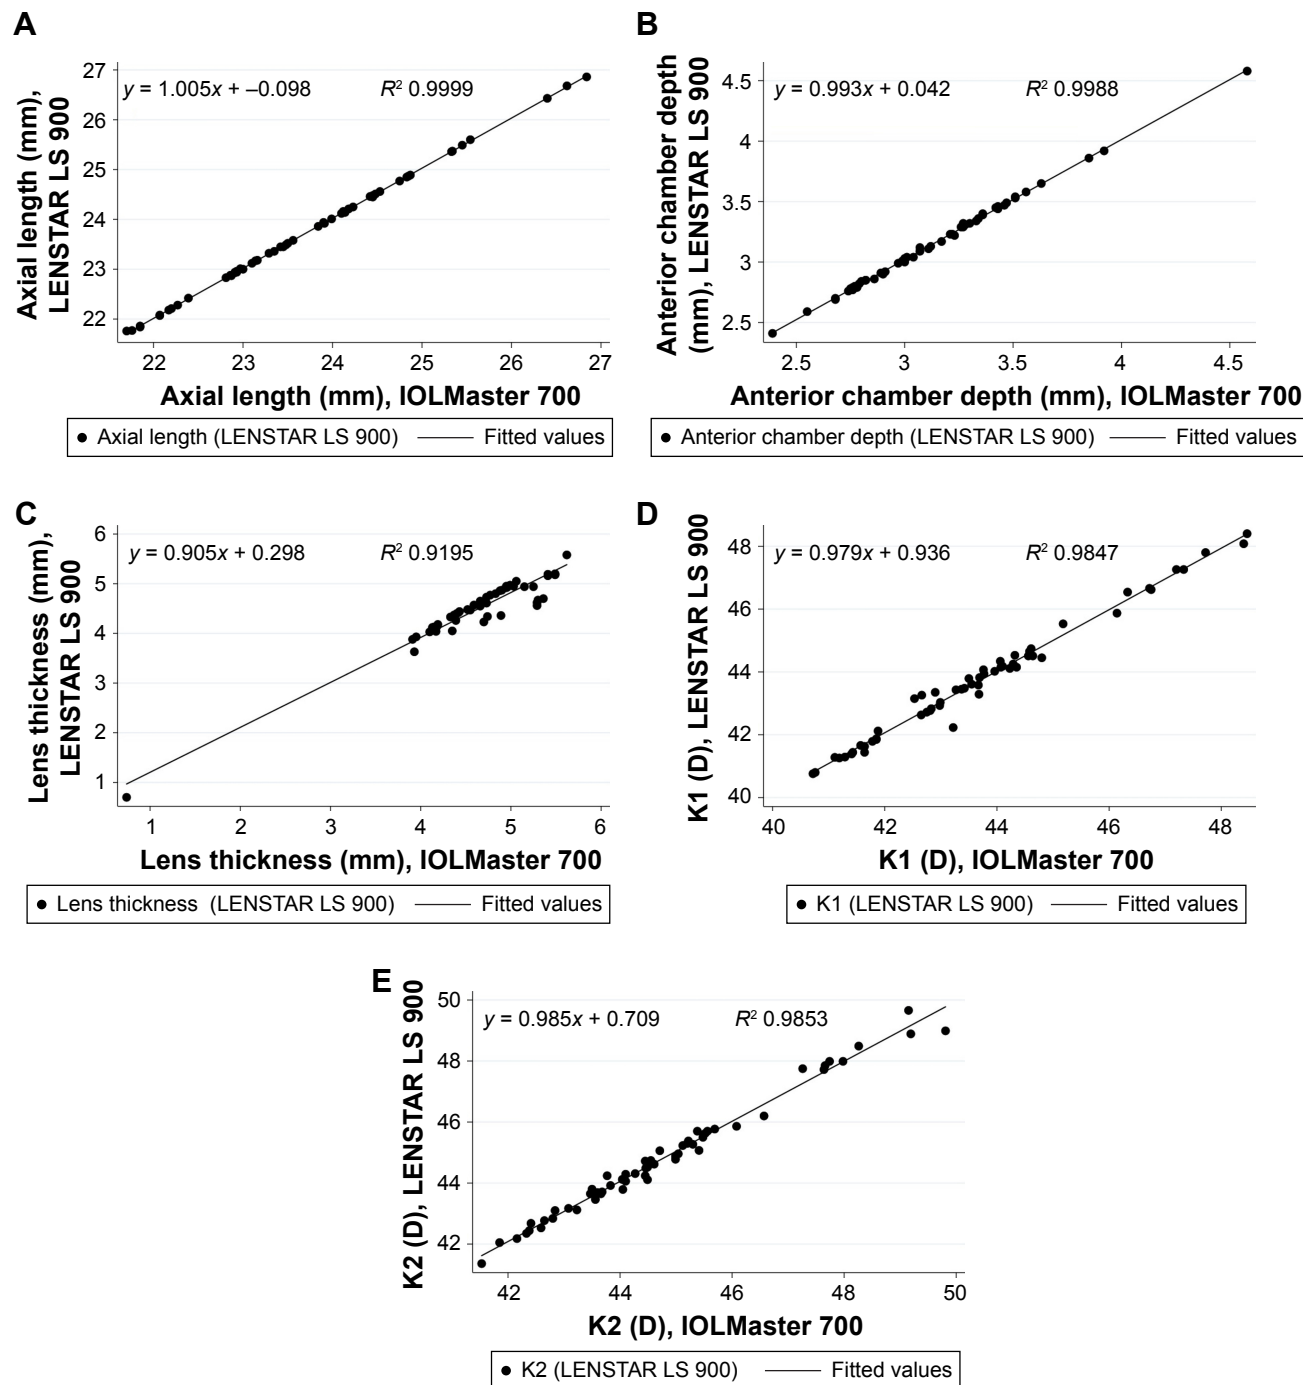 A
Axial length (mm),
LENSTAR LS 900
27
26
25
24
23
22
y = 1.005x + –0.098
R² 0.9999
22 23 24 25 26 27
Axial length (mm), IOLMaster 700
Axial length (LENSTAR LS 900) Fitted values
B
Anterior chamber depth
(mm), LENSTAR LS 900
4.5
4
3.5
3
2.5
y = 0.993x + 0.042
R² 0.9988
2.5 3 3.5 4 4.5
Anterior chamber depth (mm), IOLMaster 700
Anterior chamber depth (LENSTAR LS 900) Fitted values
C
Lens thickness (mm),
LENSTAR LS 900
6
5
4
3
2
1
y = 0.905x + 0.298
R² 0.9195
1 2 3 4 5 6
Lens thickness (mm), IOLMaster 700
Lens thickness (LENSTAR LS 900) Fitted values
D
K1 (D), LENSTAR LS 900
48
46
44
42
40
y = 0.979x + 0.936
R² 0.9847
40 42 44 46 48
K1 (D), IOLMaster 700
K1 (LENSTAR LS 900) Fitted values
E
K2 (D), LENSTAR LS 900
50
48
46
44
42
y = 0.985x + 0.709
R² 0.9853
42 44 46 48 50
K2 (D), IOLMaster 700
K2 (LENSTAR LS 900) Fitted values